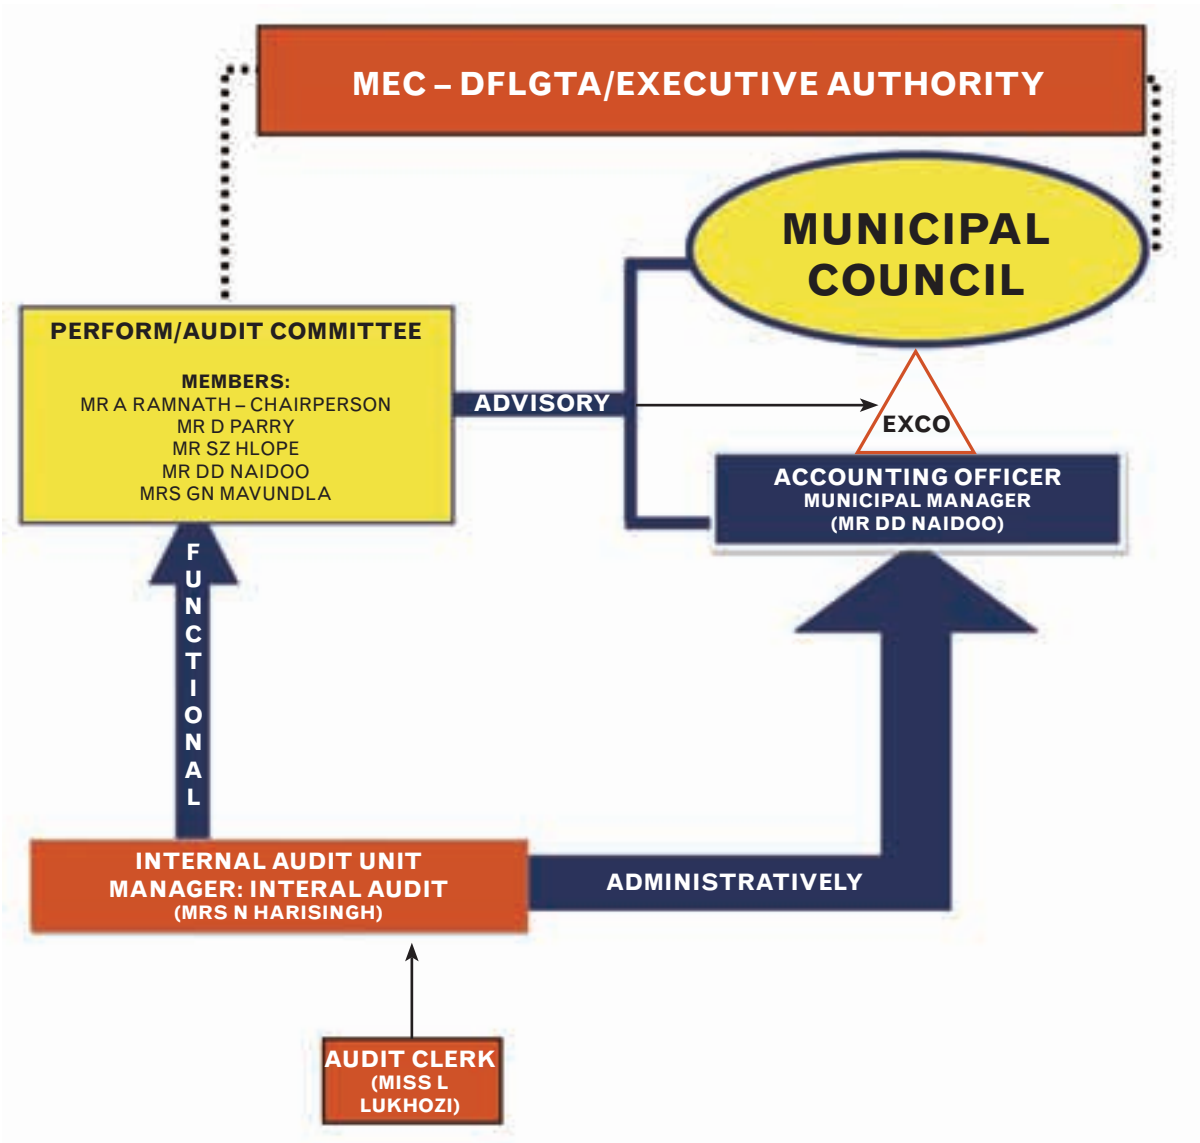 MEC – DFLGTA/EXECUTIVE AUTHORITY
MUNICIPAL
COUNCIL
PERFORM/AUDIT COMMITTEE
MEMBERS:
MR A RAMNATH – CHAIRPERSON
MR D PARRY
MR SZ HLOPE
MR DD NAIDOO
MRS GN MAVUNDLA
ADVISORY
EXCO
ACCOUNTING OFFICER
MUNICIPAL MANAGER
(MR DD NAIDOO)
FUNCTIONAL
INTERNAL AUDIT UNIT
MANAGER: INTERAL AUDIT
(MRS N HARISINGH)
ADMINISTRATIVELY
AUDIT CLERK
(MISS L
LUKHOZI)